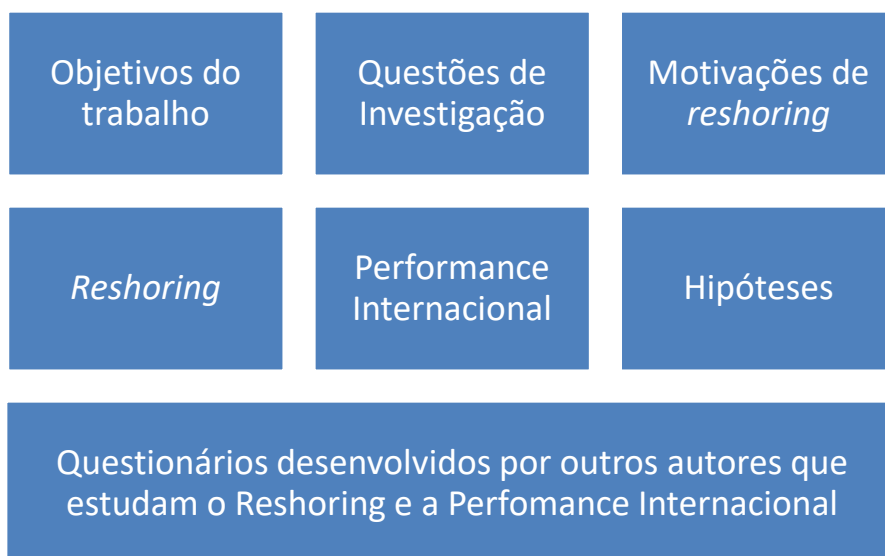 Objetivos do
trabalho
Questões de
Investigação
Motivações de
reshoring
Reshoring
Performance
Internacional
Hipóteses
Questionários desenvolvidos por outros autores que
estudam o Reshoring e a Perfomance Internacional